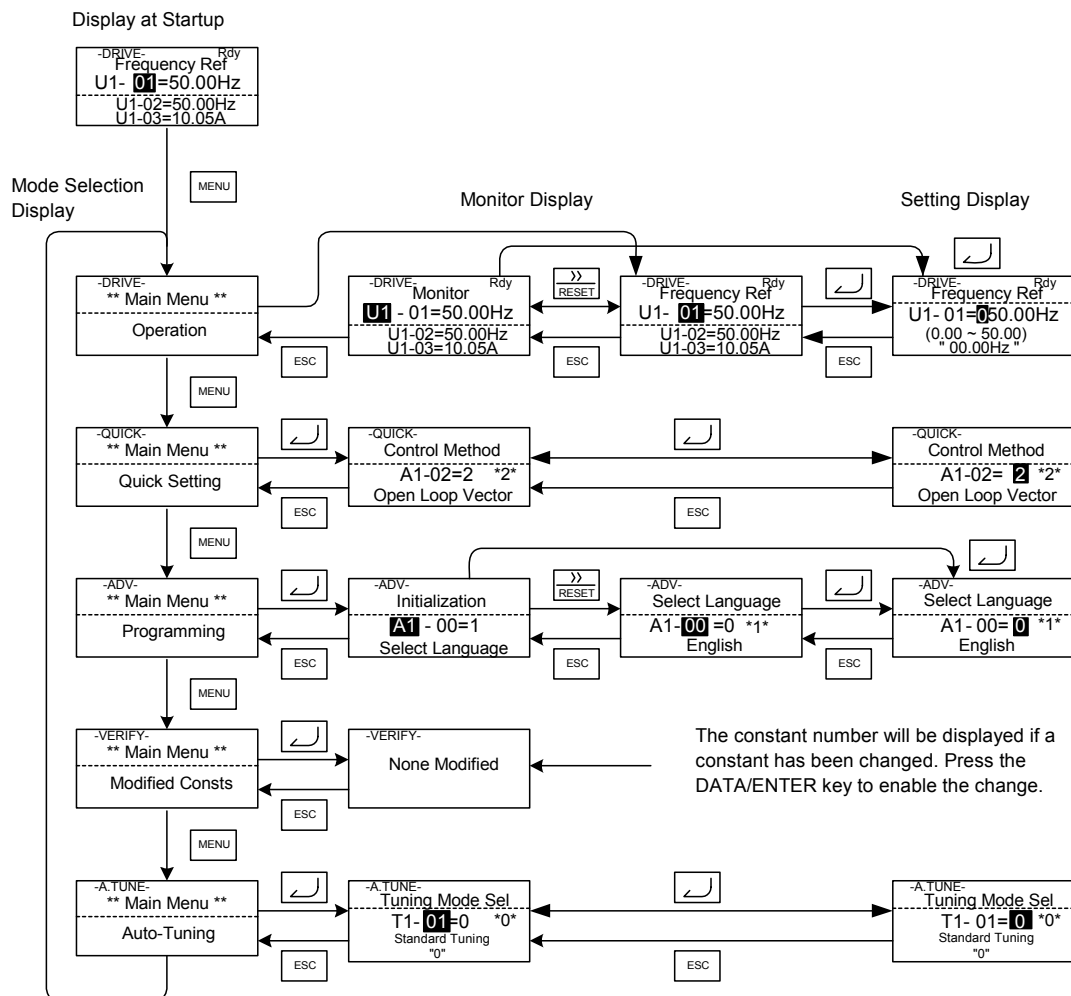 Display at Startup
-DRIVE- Rdy
Frequency Ref
U1- 01=50.00Hz
U1-02=50.00Hz
U1-03=10.05A
MENU
Mode Selection
Display
Monitor Display
Setting Display
-DRIVE-
** Main Menu **
Operation
-DRIVE- Rdy
Monitor
U1 - 01=50.00Hz
U1-02=50.00Hz
U1-03=10.05A
>>
RESET
-DRIVE- Rdy
Frequency Ref
U1- 01=50.00Hz
U1-02=50.00Hz
U1-03=10.05A
-DRIVE- Rdy
Frequency Ref
U1- 01=050.00Hz
(0.00 ~ 50.00)
" 00.00Hz "
ESC
ESC
ESC
MENU
-QUICK-
** Main Menu **
Quick Setting
-QUICK-
Control Method
A1-02=2 *2*
Open Loop Vector
-QUICK-
Control Method
A1-02= 2 *2*
Open Loop Vector
ESC
ESC
MENU
-ADV-
** Main Menu **
Programming
-ADV-
Initialization
A1 - 00=1
Select Language
>>
RESET
-ADV-
Select Language
A1-00 =0 *1*
English
-ADV-
Select Language
A1- 00= 0 *1*
English
ESC
ESC
ESC
MENU
-VERIFY-
** Main Menu **
Modified Consts
-VERIFY-
None Modified
The constant number will be displayed if a
constant has been changed. Press the
DATA/ENTER key to enable the change.
ESC
MENU
-A.TUNE-
** Main Menu **
Auto-Tuning
-A.TUNE-
Tuning Mode Sel
T1- 01=0 *0*
Standard Tuning
"0"
-A.TUNE-
Tuning Mode Sel
T1- 01= 0 *0*
Standard Tuning
"0"
ESC
ESC